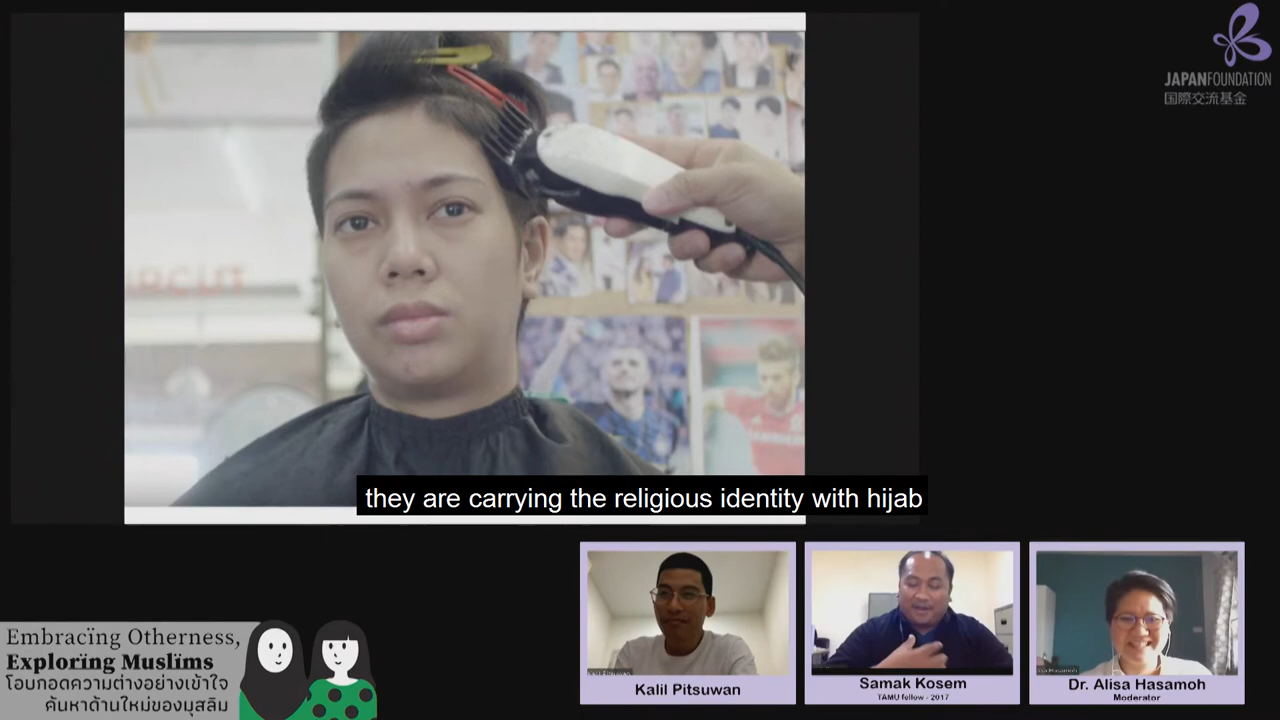 JAPANFOUNDATION
国際交流基金
they are carrying the religious identity with hijab
Embracïng Otherness,
Explorïng Muslïms
โอบกอดความต่างอย่างเข้าใจ
ค้นหาด้านใหม่ของมุสลิม
Kalil Pitsuwan
Samak Kosem
TAMU fellow - 2017
Dr. Alisa Hasamoh
Moderator